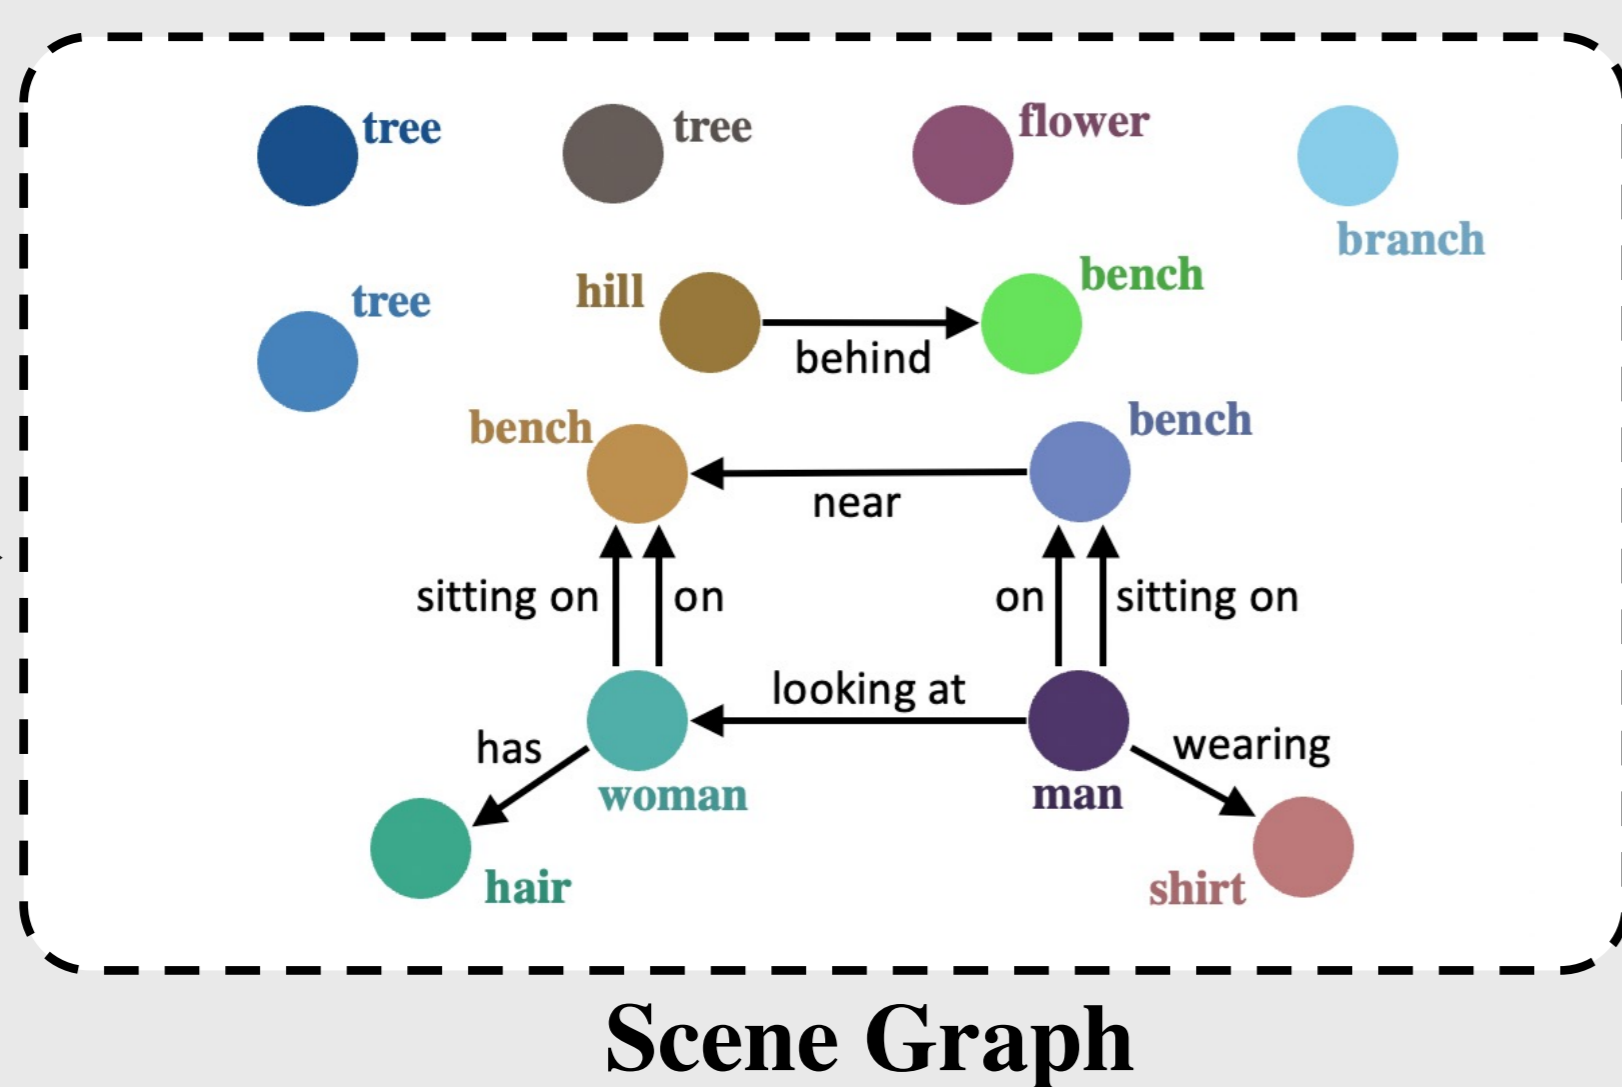 tree
tree
flower
branch
tree
hill
bench
behind
bench
bench
near
sitting on
on
on
sitting on
looking at
has
wearing
woman
man
hair
shirt
Scene Graph